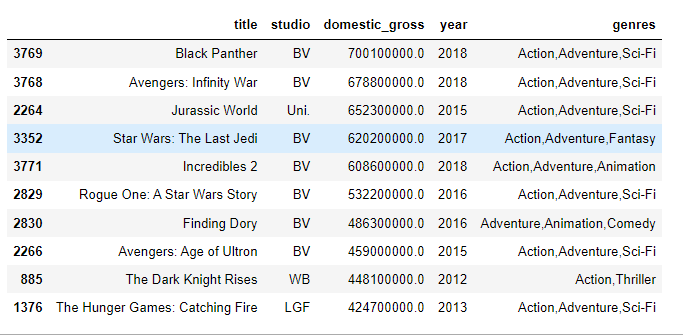 title studio domestic_gross year genres
3769 Black Panther BV 700100000.0 2018 Action,Adventure,Sci-Fi
3768 Avengers: Infinity War BV 678800000.0 2018 Action,Adventure,Sci-Fi
2264 Jurassic World Uni. 652300000.0 2015 Action,Adventure,Sci-Fi
3352 Star Wars: The Last Jedi BV 620200000.0 2017 Action,Adventure,Fantasy
3771 Incredibles 2 BV 608600000.0 2018 Action,Adventure,Animation
2829 Rogue One: A Star Wars Story BV 532200000.0 2016 Action,Adventure,Sci-Fi
2830 Finding Dory BV 486300000.0 2016 Adventure,Animation,Comedy
2266 Avengers: Age of Ultron BV 459000000.0 2015 Action,Adventure,Sci-Fi
885 The Dark Knight Rises WB 448100000.0 2012 Action,Thriller
1376 The Hunger Games: Catching Fire LGF 424700000.0 2013 Action,Adventure,Sci-Fi